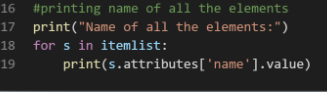 16 #printing name of all the elements
17 print("Name of all the elements:")
18 for s in itemlist:
19     print(s.attributes['name'].value)